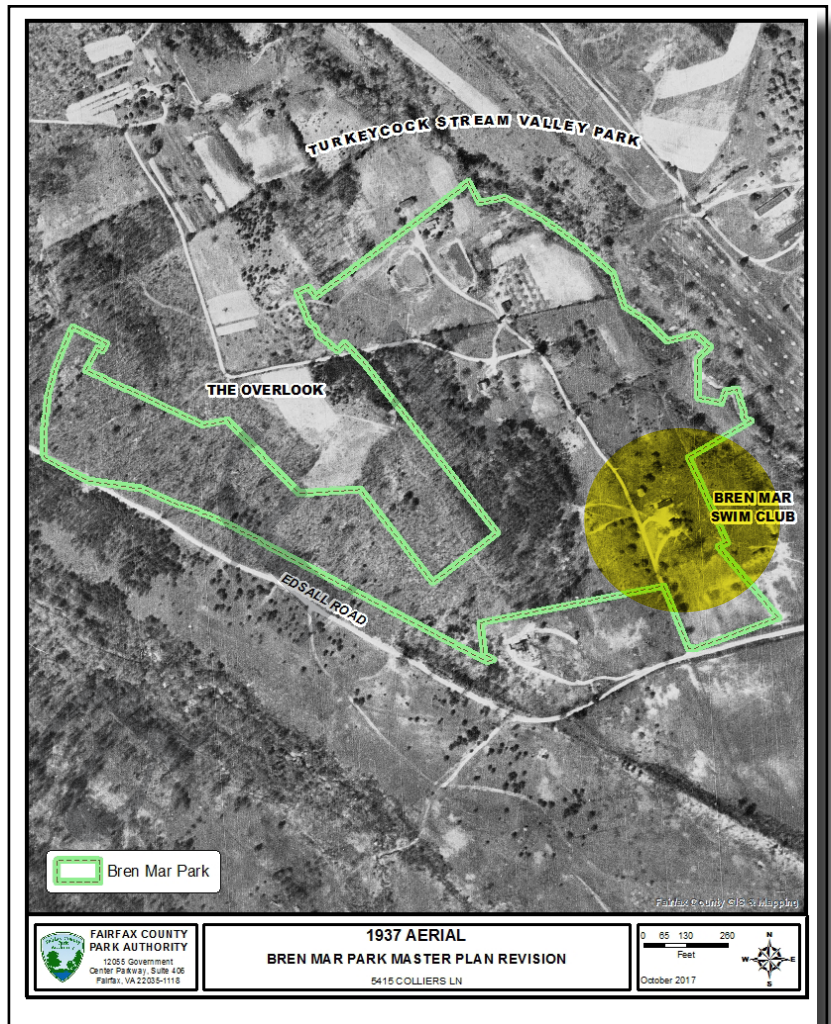 TURKEYCOCK STREAM VALLEY PARK
THE OVERLOOK
BREN MAR
SWIM CLUB
EDSALL ROAD
Bren Mar Park
Fairfax County GIS & Mapping
FAIRFAX COUNTY
PARK AUTHORITY
12055 Government
Center Parkway, Suite 406
Fairfax, VA 22035-1118
1937 AERIAL
BREN MAR PARK MASTER PLAN REVISION
5415 COLLIERS LN
0 65 130 260
Feet
October 2017
N
W E
S